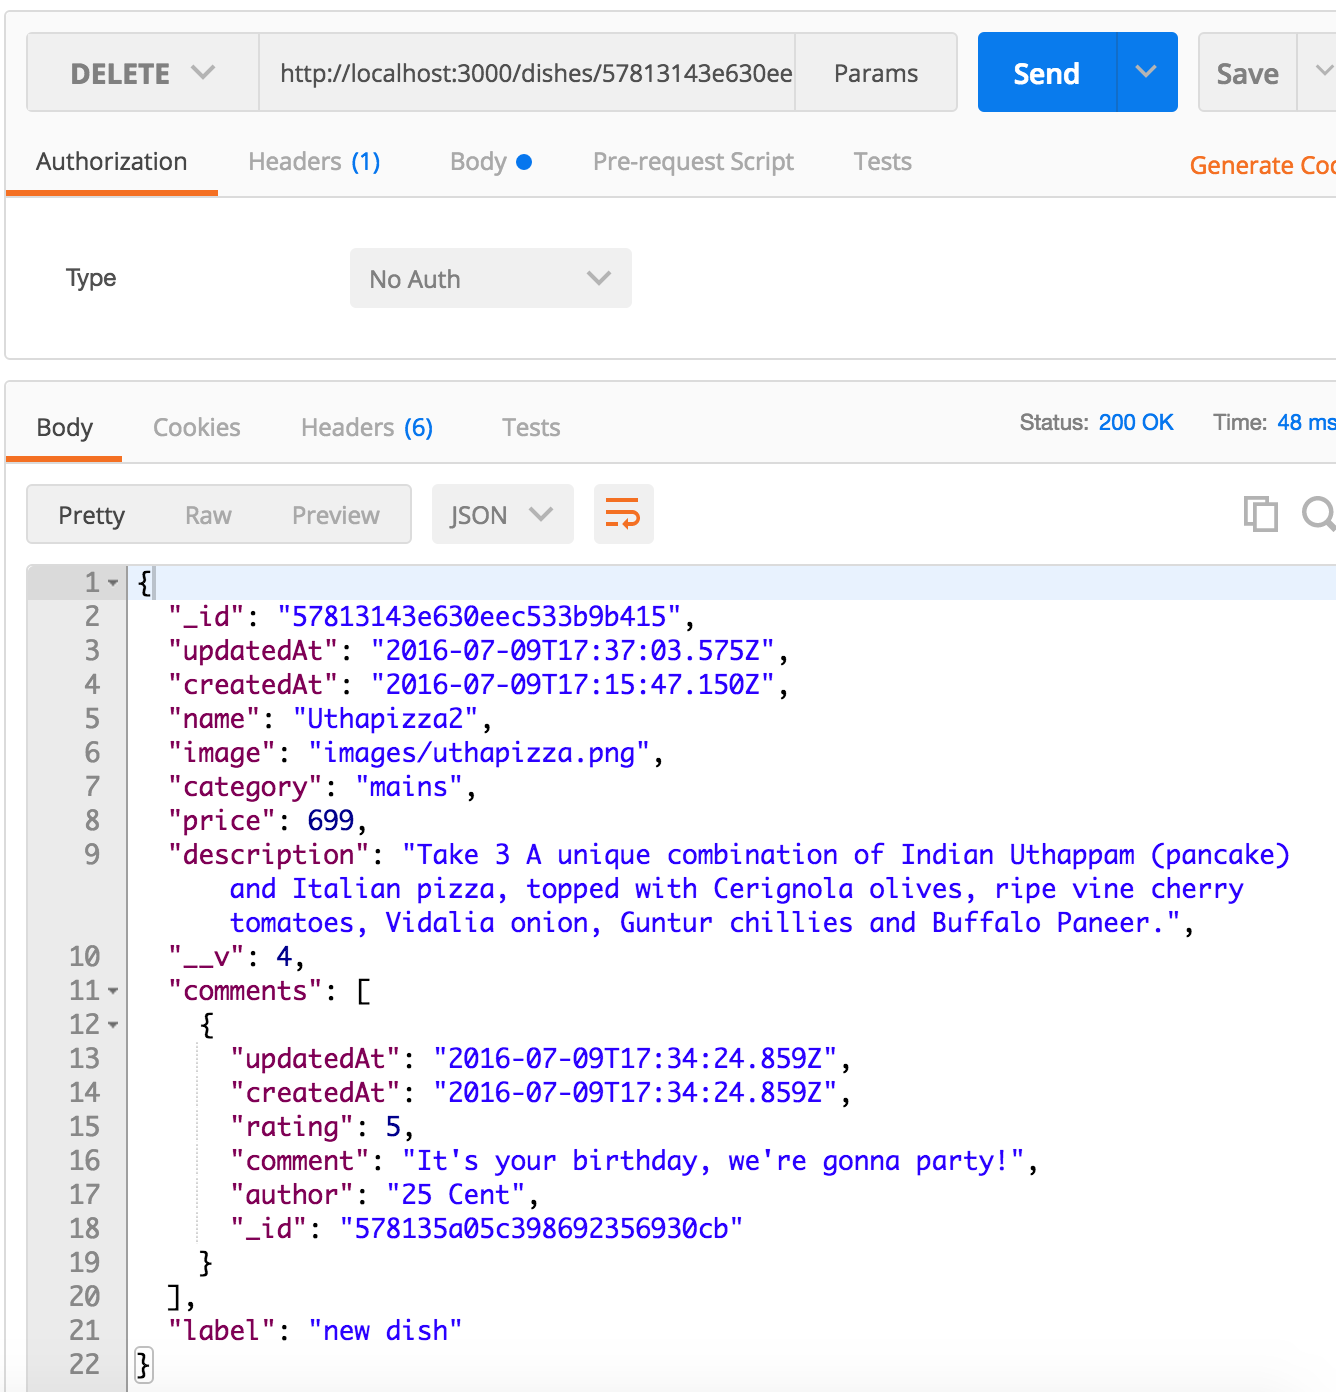 DELETE http://localhost:3000/dishes/57813143e630ee Params Send Save
Authorization Headers (1) Body Pre-request Script Tests Generate
Type No Auth
Body Cookies Headers (6) Tests Status: 200 OK Time: 48 ms
Pretty Raw Preview JSON
1 {
2 "_id": "57813143e630eec533b9b415",
3 "updatedAt": "2016-07-09T17:37:03.575Z",
4 "createdAt": "2016-07-09T17:15:47.150Z",
5 "name": "Uthapizza2",
6 "image": "images/uthapizza.png",
7 "category": "mains",
8 "price": 699,
9 "description": "Take 3 A unique combination of Indian Uthappam (pancake)
and Italian pizza, topped with Cerignola olives, ripe vine cherry
tomatoes, Vidalia onion, Guntur chillies and Buffalo Paneer.",
10 "__v": 4,
11 "comments": [
12 {
13 "updatedAt": "2016-07-09T17:34:24.859Z",
14 "createdAt": "2016-07-09T17:34:24.859Z",
15 "rating": 5,
16 "comment": "It's your birthday, we're gonna party!",
17 "author": "25 Cent",
18 "_id": "578135a05c398692356930cb"
19 }
20 ],
21 "label": "new dish"
22 }